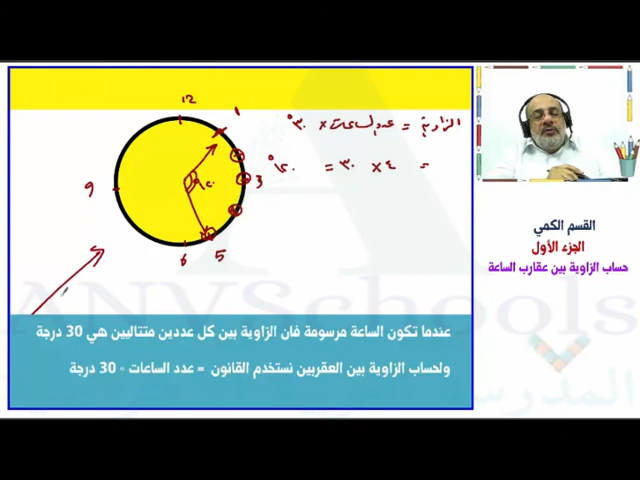 12
1
الزاوية = عدد الساعات × ٣٠°
= ٤ × ٣٠ = ١٢٠°
9
3
6
5
القسم الكمي
الجزء الأول
حساب الزاوية بين عقارب الساعة
عندما تكون الساعة مرسومة فان الزاوية بين كل عددين متتاليين هي 30 درجة
ولحساب الزاوية بين العقربين نستخدم القانون = عدد الساعات * 30 درجة
ANYSchools